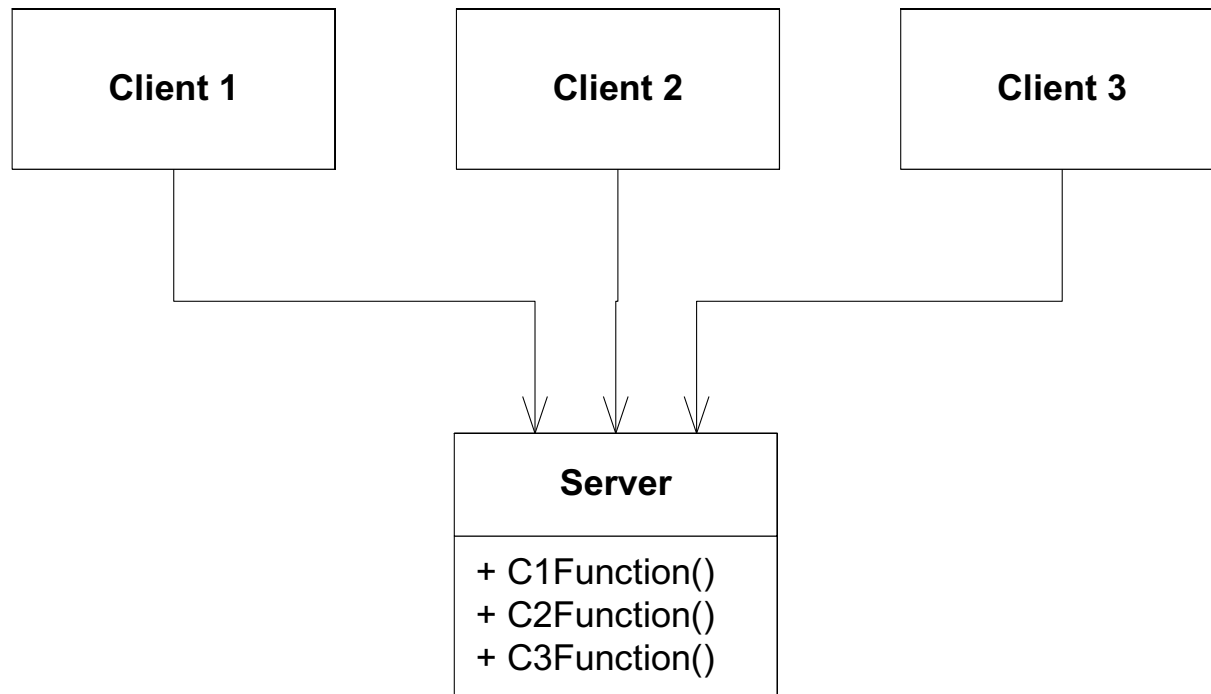 Client 1
Client 2
Client 3
Server
+ C1Function()
+ C2Function()
+ C3Function()